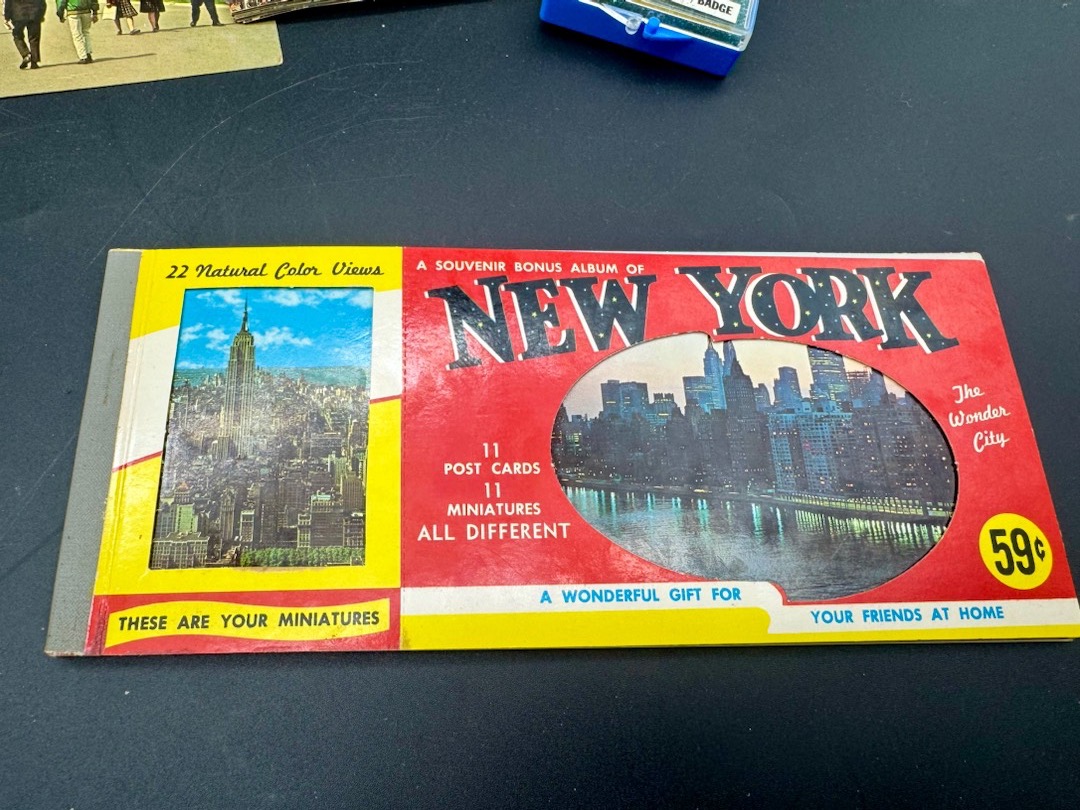 BADGE
22 Natural Color Views
THESE ARE YOUR MINIATURES
A SOUVENIR BONUS ALBUM OF
NEW YORK
The
Wonder
City
11
POST CARDS
11
MINIATURES
ALL DIFFERENT
59¢
A WONDERFUL GIFT FOR
YOUR FRIENDS AT HOME